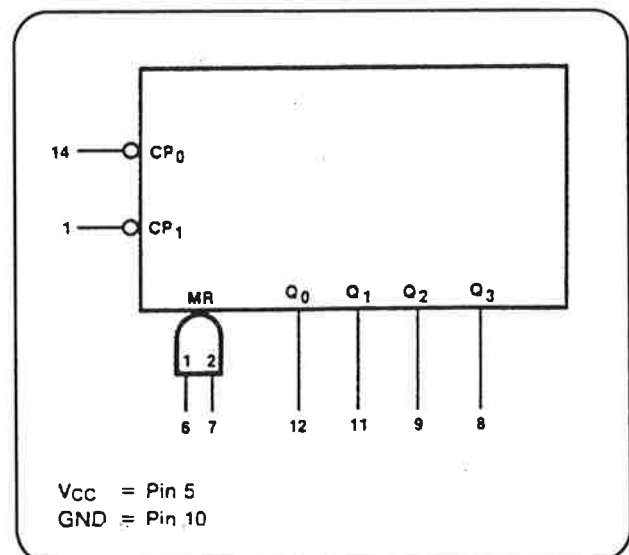 14 CP0
1 CP1
MR Q0 Q1 Q2 Q3
1 2
6 7 12 11 9 8
VCC = Pin 5
GND = Pin 10